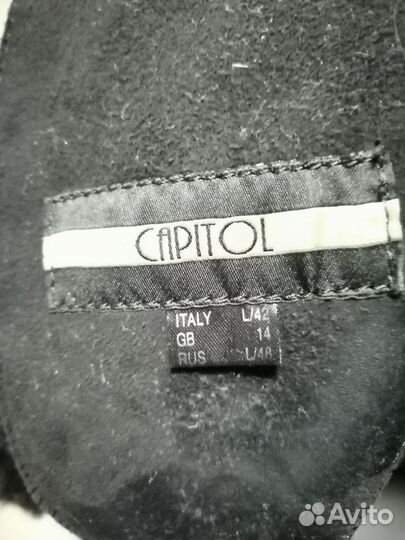 CAPITOL
ITALY L/42
GB 14
RUS L/48
Avito